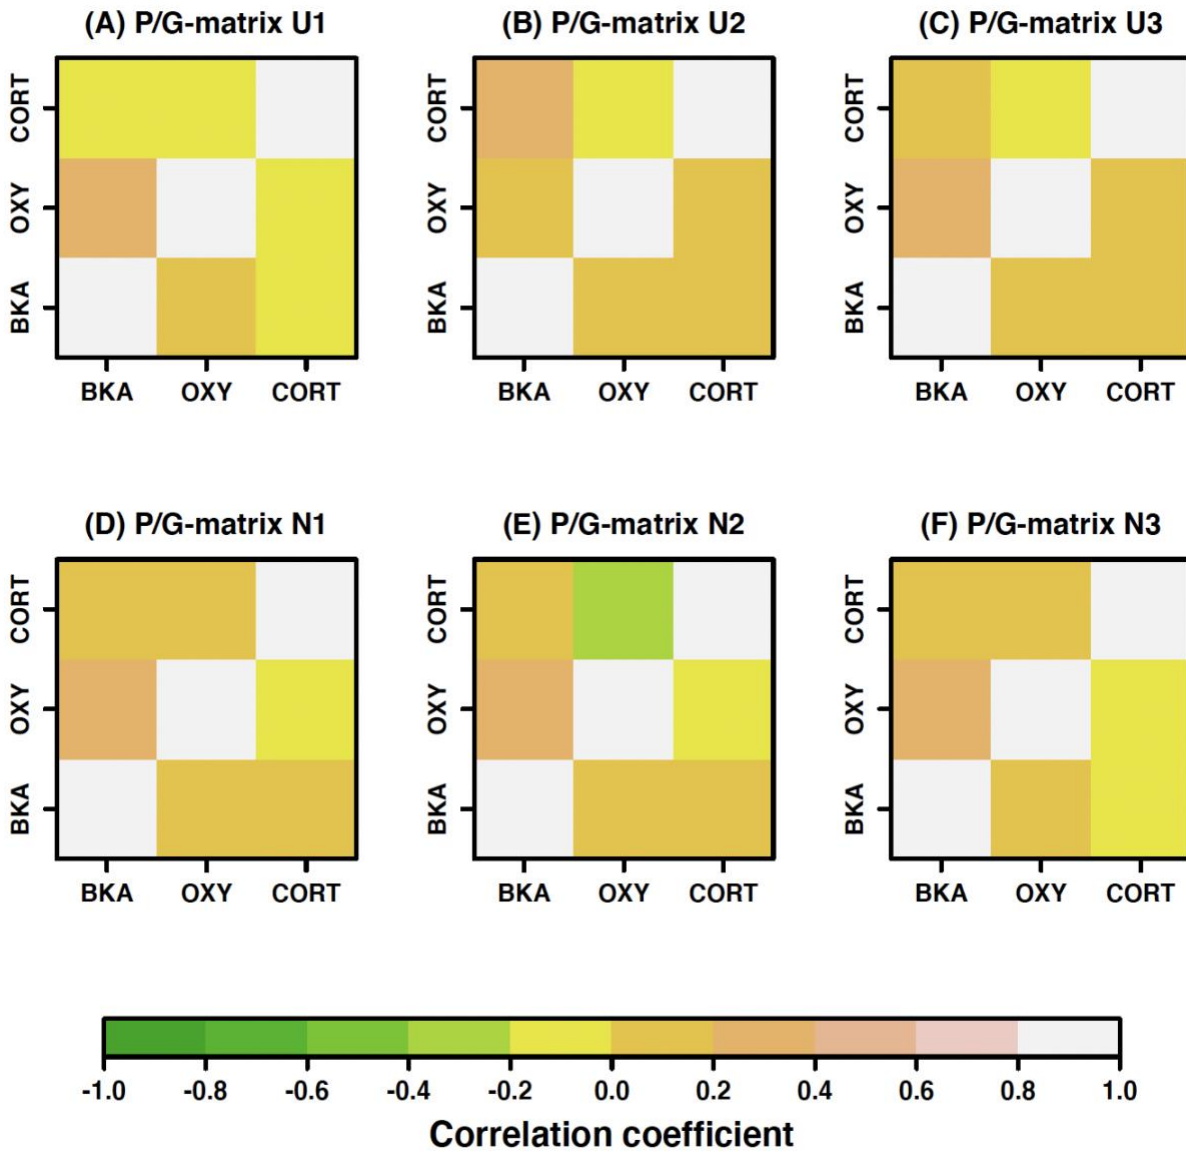 (A) P/G-matrix U1
(B) P/G-matrix U2
(C) P/G-matrix U3
CORT
OXY
BKA
CORT
OXY
BKA
CORT
OXY
BKA
BKA OXY CORT
BKA OXY CORT
BKA OXY CORT
(D) P/G-matrix N1
(E) P/G-matrix N2
(F) P/G-matrix N3
CORT
OXY
BKA
CORT
OXY
BKA
CORT
OXY
BKA
BKA OXY CORT
BKA OXY CORT
BKA OXY CORT
-1.0 -0.8 -0.6 -0.4 -0.2 0.0 0.2 0.4 0.6 0.8 1.0
Correlation coefficient